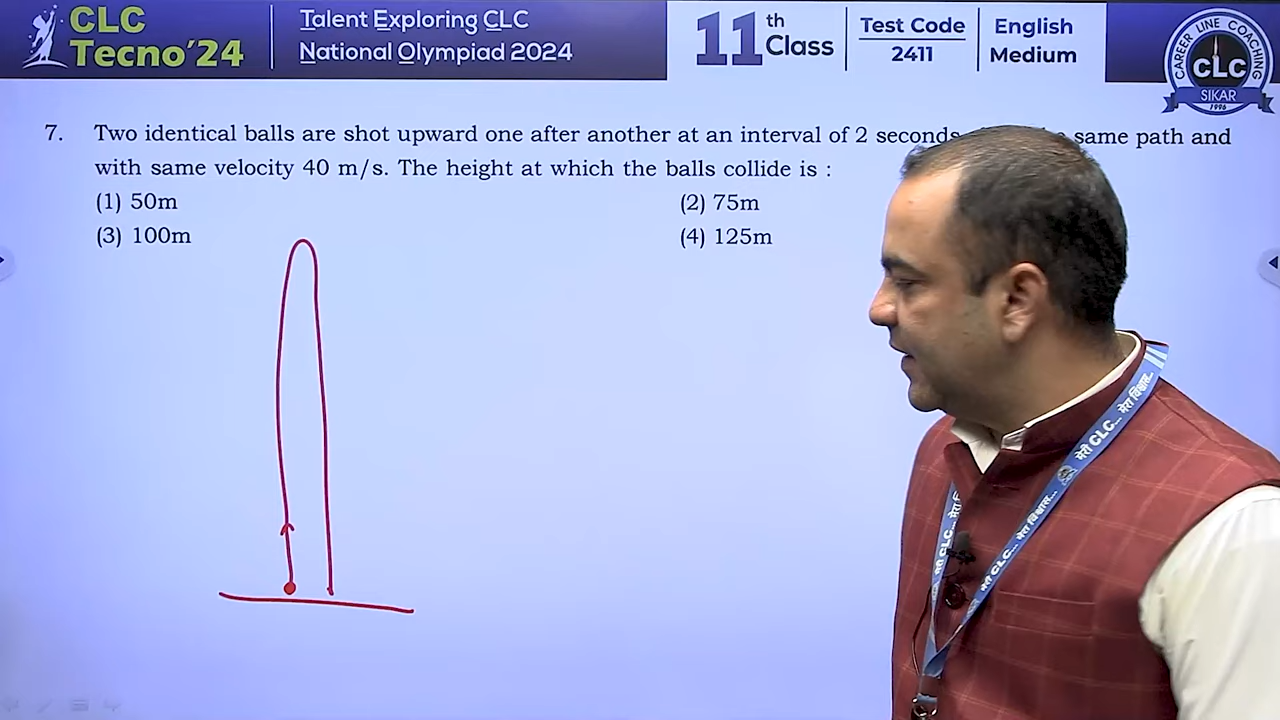 CLC
Tecno'24
Talent Exploring CLC
National Olympiad 2024
11th Class
Test Code
2411
English
Medium
CAREER LINE COACHING
CLC
SIKAR
1996
7. Two identical balls are shot upward one after another at an interval of 2 seconds same path and
with same velocity 40 m/s. The height at which the balls collide is :
(1) 50m (2) 75m
(3) 100m (4) 125m
मेरी CLC... मेरा विश्वास...